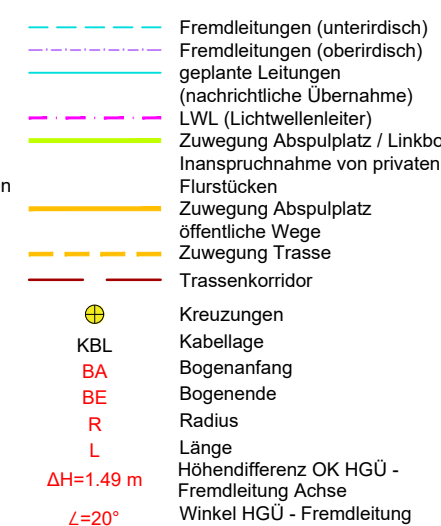 Fremdleitungen (unterirdisch)
Fremdleitungen (oberirdisch)
geplante Leitungen
(nachrichtliche Übernahme)
LWL (Lichtwellenleiter)
Zuwegung Abspulplatz / Linkbo
Inanspruchnahme von privaten
n Flurstücken
Zuwegung Abspulplatz
öffentliche Wege
Zuwegung Trasse
Trassenkorridor
Kreuzungen
KBL Kabellage
BA Bogenanfang
BE Bogenende
R Radius
L Länge
ΔH=1.49 m Höhendifferenz OK HGÜ -
Fremdleitung Achse
∠=20° Winkel HGÜ - Fremdleitung